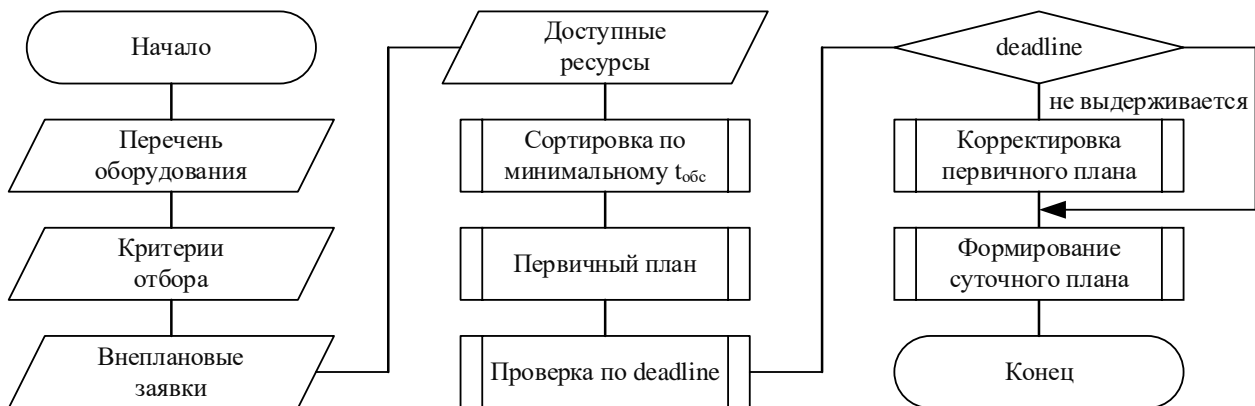 Начало
Перечень
оборудования
Критерии
отбора
Внеплановые
заявки
Доступные
ресурсы
Сортировка по
минимальному tобс
Первичный план
Проверка по deadline
deadline
не выдерживается
Корректировка
первичного плана
Формирование
суточного плана
Конец